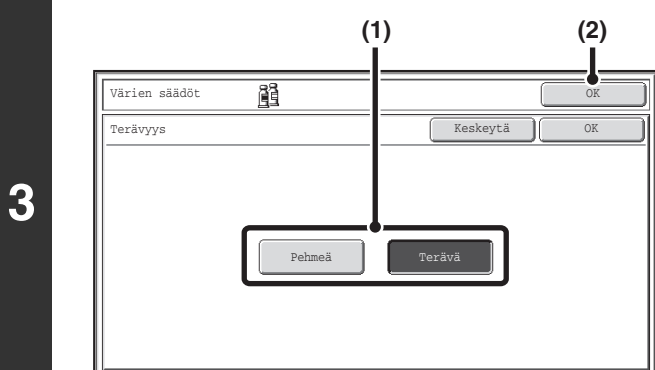 (1) (2)
Värien säädöt OK
Terävyys Keskeytä OK
3
Pehmeä Terävä